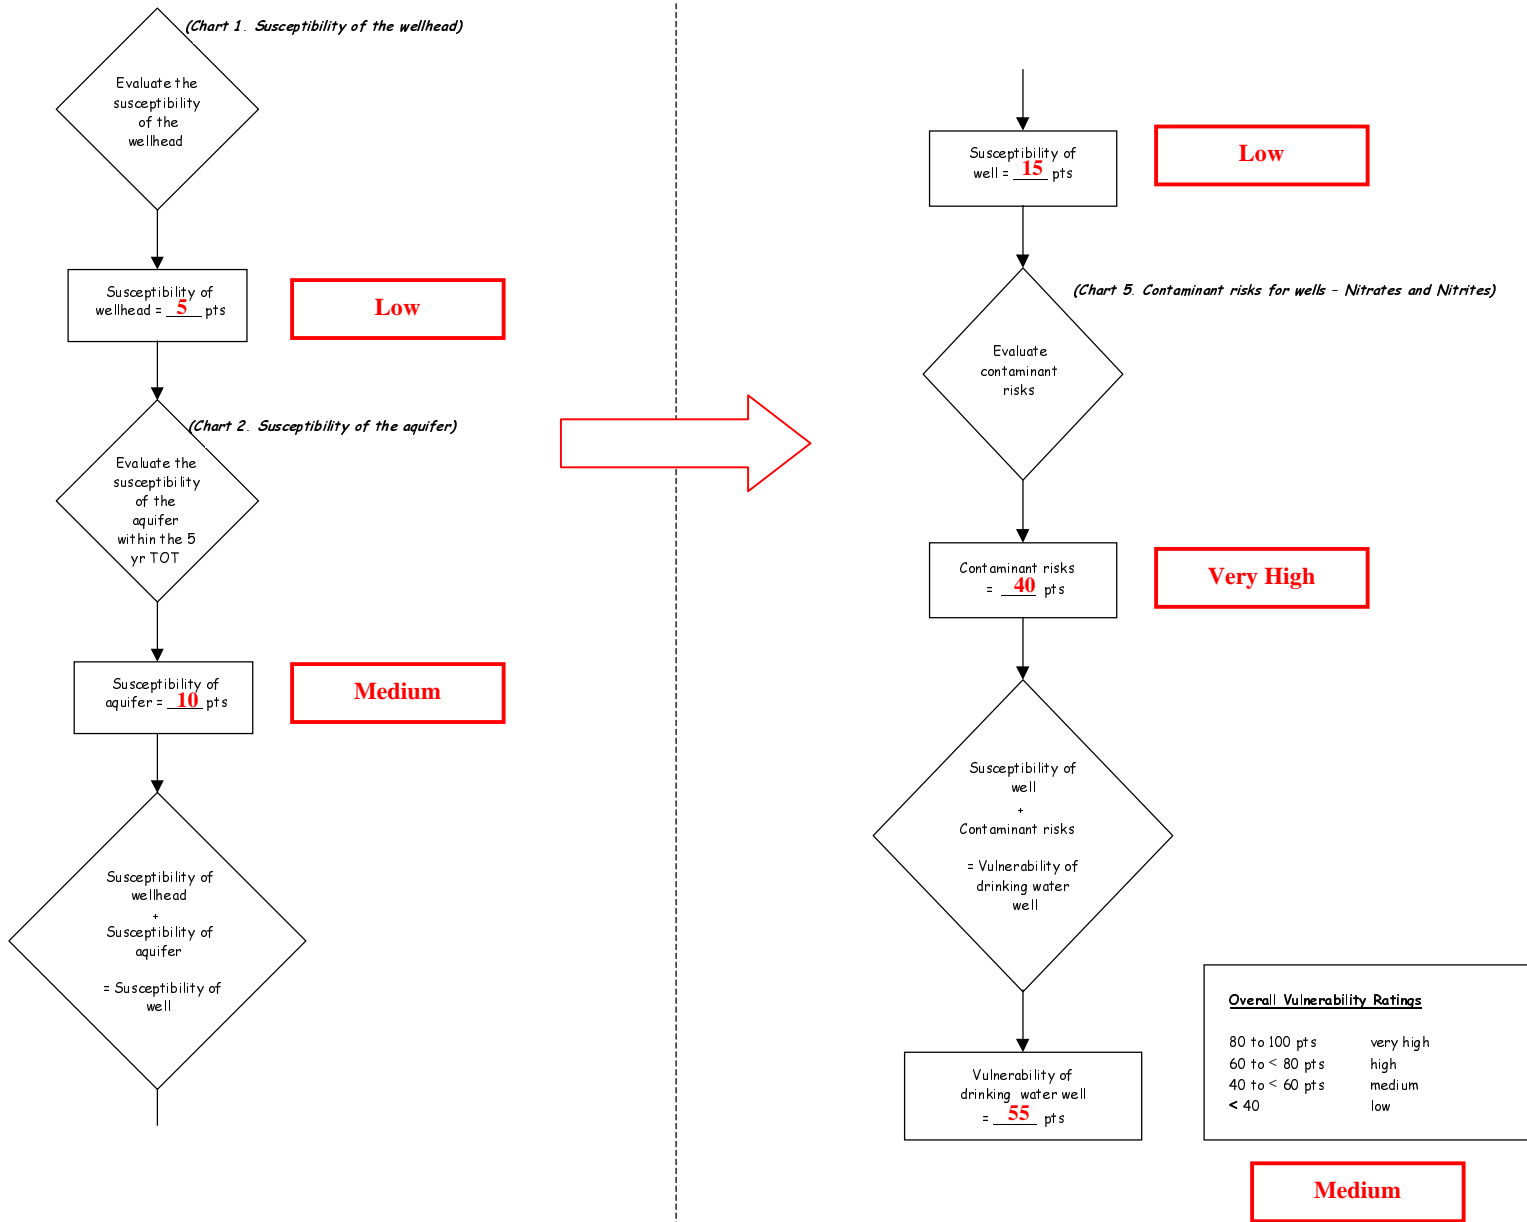 (Chart 1. Susceptibility of the wellhead)
Evaluate the
susceptibility
of the
wellhead
Susceptibility of
wellhead = 5 pts
Low
(Chart 2. Susceptibility of the aquifer)
Evaluate the
susceptibility
of the
aquifer
within the 5
yr TOT
Susceptibility of
aquifer = 10 pts
Medium
Susceptibility of
wellhead
+
Susceptibility of
aquifer
= Susceptibility of
well
Susceptibility of
well = 15 pts
Low
(Chart 5. Contaminant risks for wells - Nitrates and Nitrites)
Evaluate
contaminant
risks
Contaminant risks
= 40 pts
Very High
Susceptibility of
well
+
Contaminant risks
= Vulnerability of
drinking water
well
Vulnerability of
drinking water well
= 55 pts
Overall Vulnerability Ratings
80 to 100 pts very high
60 to < 80 pts high
40 to < 60 pts medium
< 40 low
Medium